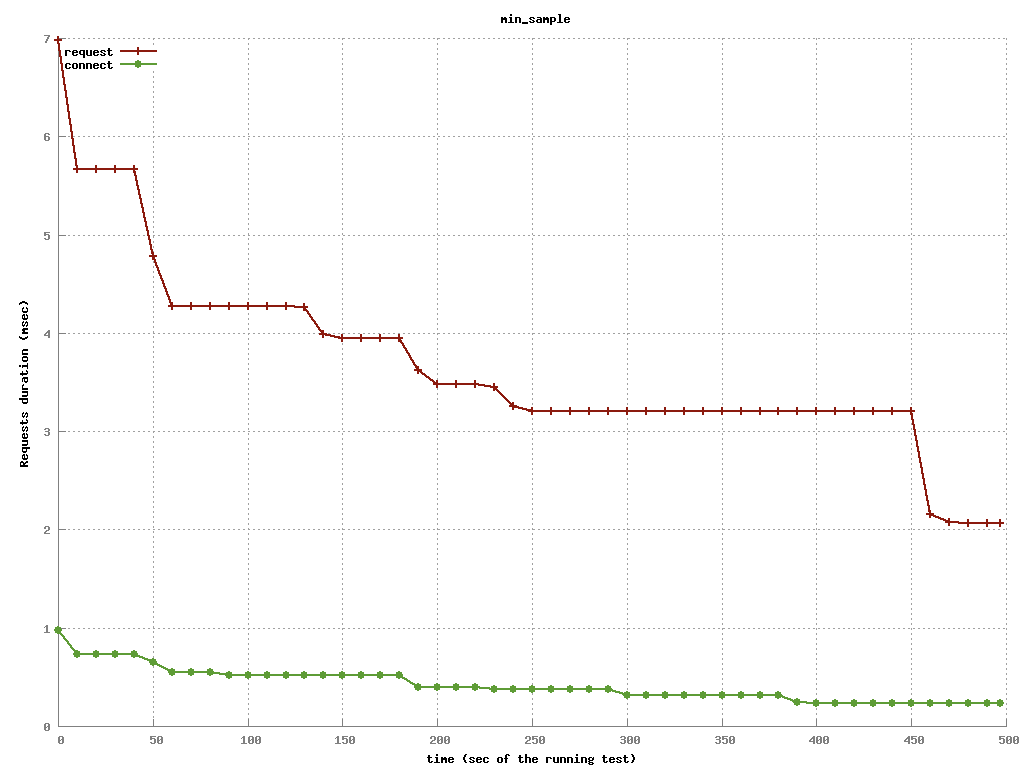 min_sample
request
connect
7
6
5
4
3
2
1
0
Requests duration (msec)
0 50 100 150 200 250 300 350 400 450 500
time (sec of the running test)